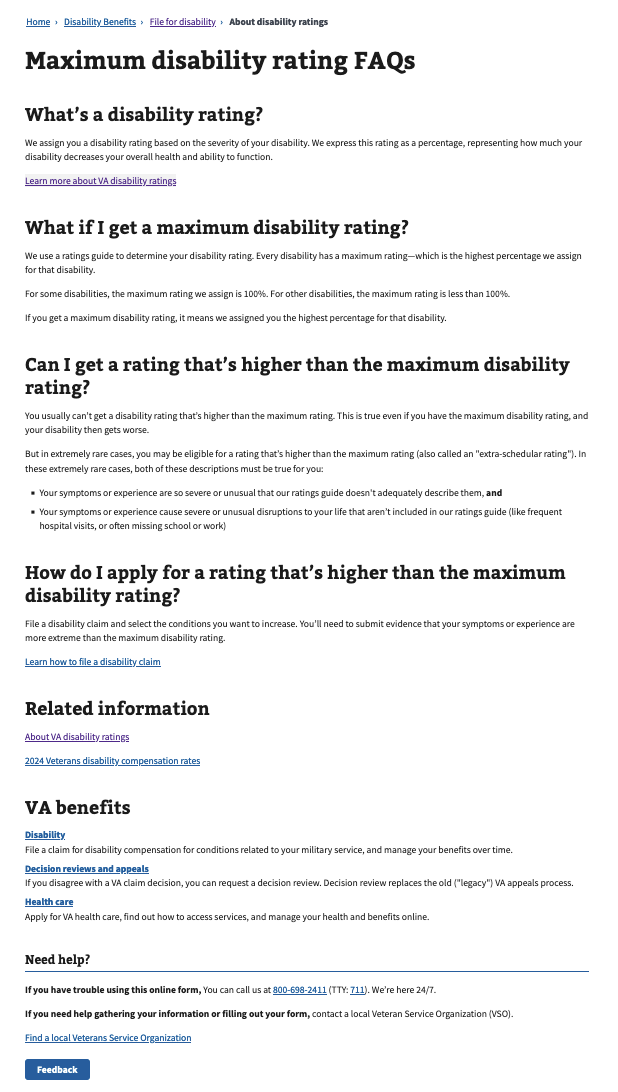 Home › Disability Benefits › File for disability › About disability ratings
Maximum disability rating FAQs
What's a disability rating?
We assign you a disability rating based on the severity of your disability. We express this rating as a percentage, representing how much your
disability decreases your overall health and ability to function.
Learn more about VA disability ratings
What if I get a maximum disability rating?
We use a ratings guide to determine your disability rating. Every disability has a maximum rating—which is the highest percentage we assign
for that disability.
For some disabilities, the maximum rating we assign is 100%. For other disabilities, the maximum rating is less than 100%.
If you get a maximum disability rating, it means we assigned you the highest percentage for that disability.
Can I get a rating that's higher than the maximum disability
rating?
You usually can't get a disability rating that's higher than the maximum rating. This is true even if you have the maximum disability rating, and
your disability then gets worse.
But in extremely rare cases, you may be eligible for a rating that's higher than the maximum rating (also called an "extra-schedular rating"). In
these extremely rare cases, both of these descriptions must be true for you:
▪ Your symptoms or experience are so severe or unusual that our ratings guide doesn't adequately describe them, and
▪ Your symptoms or experience cause severe or unusual disruptions to your life that aren't included in our ratings guide (like frequent
hospital visits, or often missing school or work)
How do I apply for a rating that's higher than the maximum
disability rating?
File a disability claim and select the conditions you want to increase. You'll need to submit evidence that your symptoms or experience are
more extreme than the maximum disability rating.
Learn how to file a disability claim
Related information
About VA disability ratings
2024 Veterans disability compensation rates
VA benefits
Disability
File a claim for disability compensation for conditions related to your military service, and manage your benefits over time.
Decision reviews and appeals
If you disagree with a VA claim decision, you can request a decision review. Decision review replaces the old ("legacy") VA appeals process.
Health care
Apply for VA health care, find out how to access services, and manage your health and benefits online.
Need help?
If you have trouble using this online form, You can call us at 800-698-2411 (TTY: 711). We're here 24/7.
If you need help gathering your information or filling out your form, contact a local Veteran Service Organization (VSO).
Find a local Veterans Service Organization
Feedback